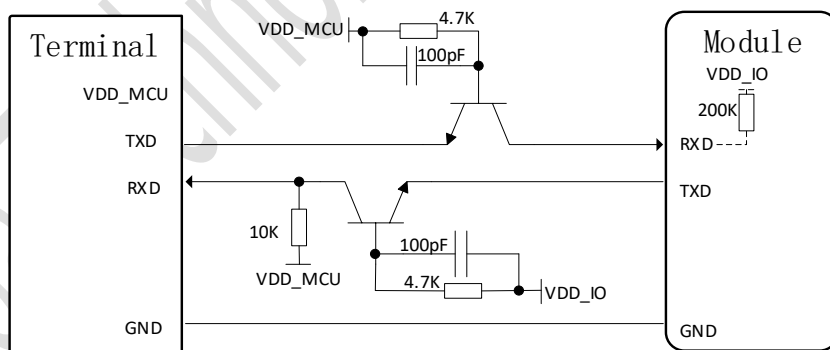 Terminal
VDD_MCU
TXD
RXD
GND
VDD_MCU
4.7K
100pF
Module
VDD_IO
200K
RXD
TXD
GND
10K
VDD_MCU
100pF
4.7K
VDD_IO